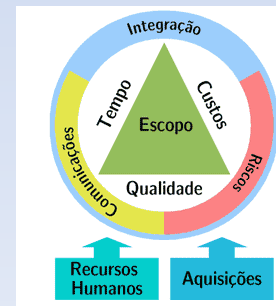 Integração
Tempo
Custos
Escopo
Qualidade
Comunicações
Riscos
Recursos
Humanos
Aquisições